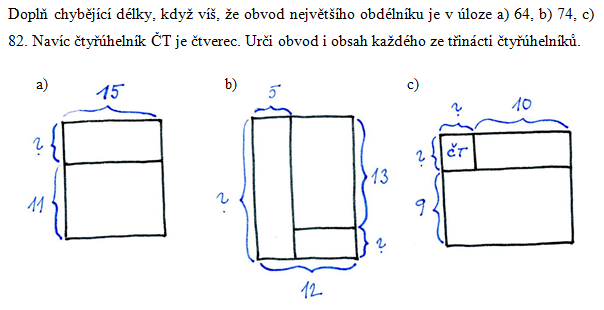 Doplň chybějící délky, když víš, že obvod největšího obdélníku je v úloze a) 64, b) 74, c)
82. Navíc čtyřúhelník ČT je čtverec. Urči obvod i obsah každého ze třinácti čtyřúhelníků.
a) 15 b) 5 c) ? 10
? ? ČT
13
11 ? 9
?
12